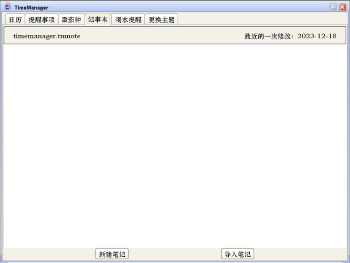 TimeManager
日历 提醒事项 番茄钟 记事本 喝水提醒 更换主题
timemanager.tmnote 最近的一次修改：2023-12-18
新建笔记 导入笔记